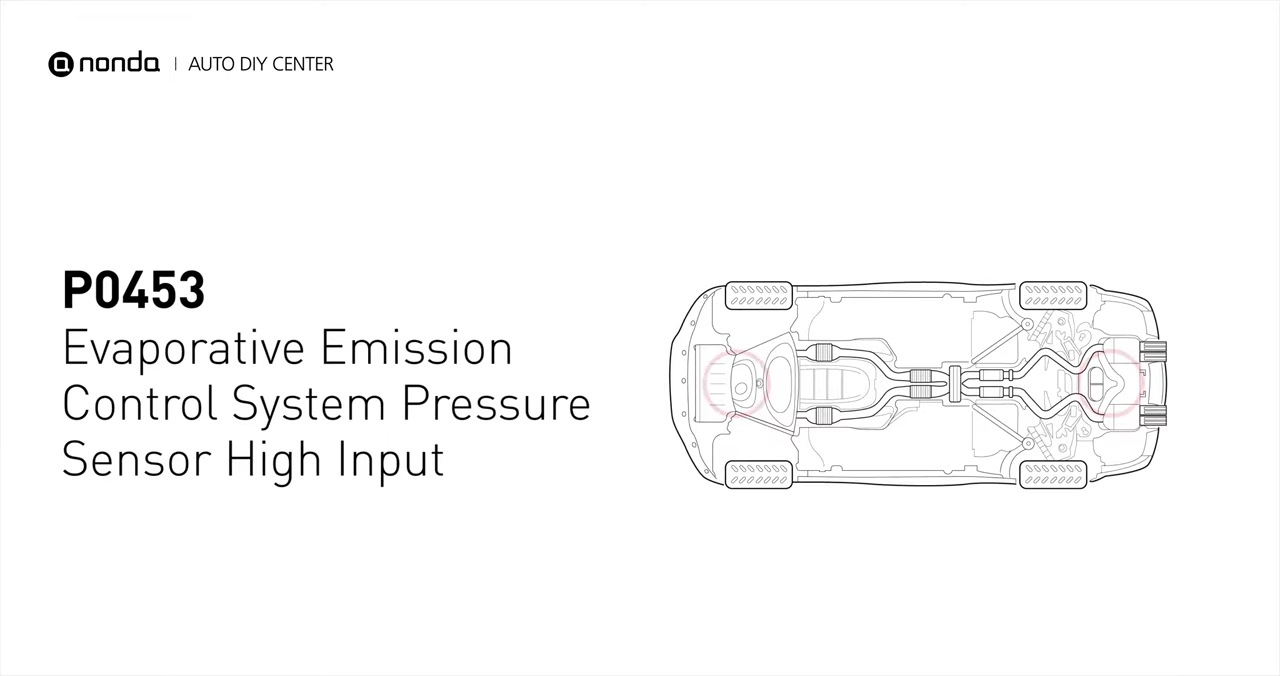 nonda | AUTO DIY CENTER
P0453
Evaporative Emission
Control System Pressure
Sensor High Input